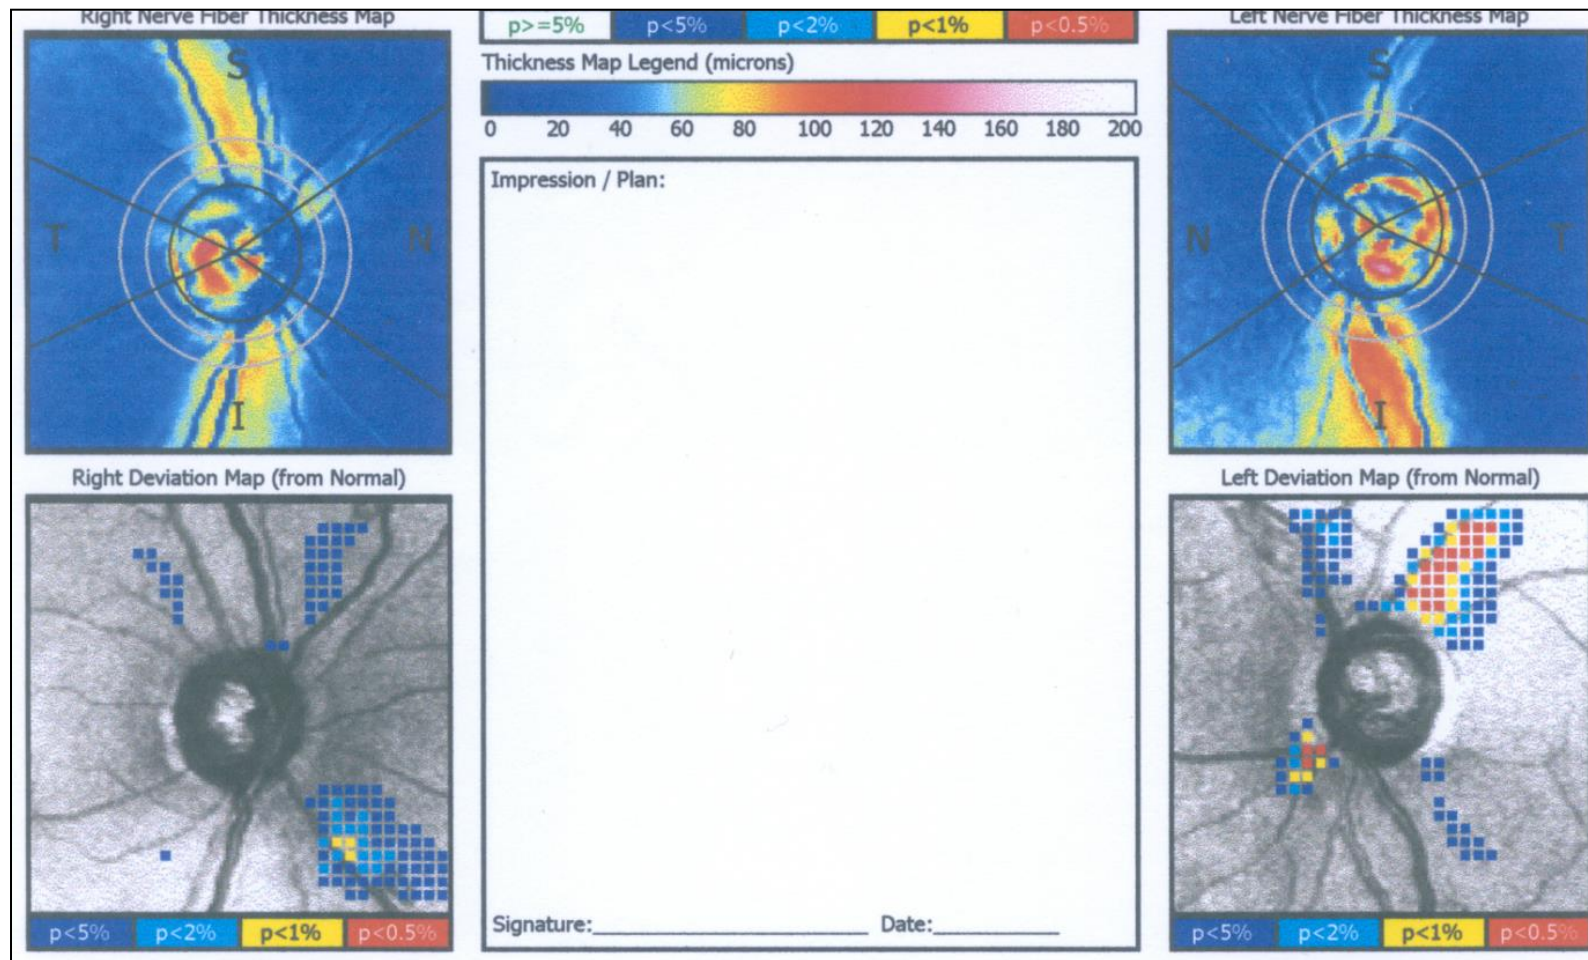 Right Nerve Fiber Thickness Map
S
T
N
I
Right Deviation Map (from Normal)
p<5% p<2% p<1% p<0.5%
p>=5% p<5% p<2% p<1% p<0.5%
Thickness Map Legend (microns)
0 20 40 60 80 100 120 140 160 180 200
Impression / Plan:
Signature: Date:
Left Nerve Fiber Thickness Map
S
N
T
I
Left Deviation Map (from Normal)
p<5% p<2% p<1% p<0.5%